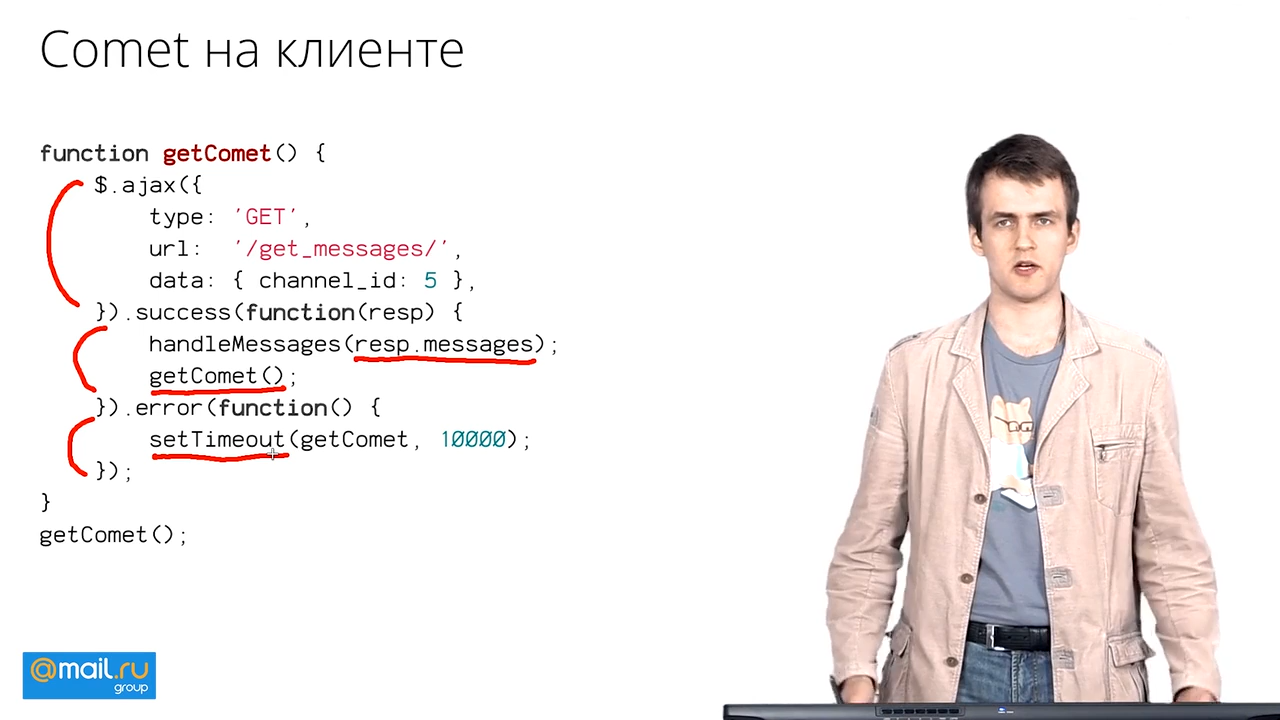 Comet на клиенте
function getComet() {
$.ajax({
type: 'GET',
url: '/get_messages/',
data: { channel_id: 5 },
}).success(function(resp) {
handleMessages(resp.messages);
getComet();
}).error(function() {
setTimeout(getComet, 10000);
});
}
getComet();
@mail.ru
group